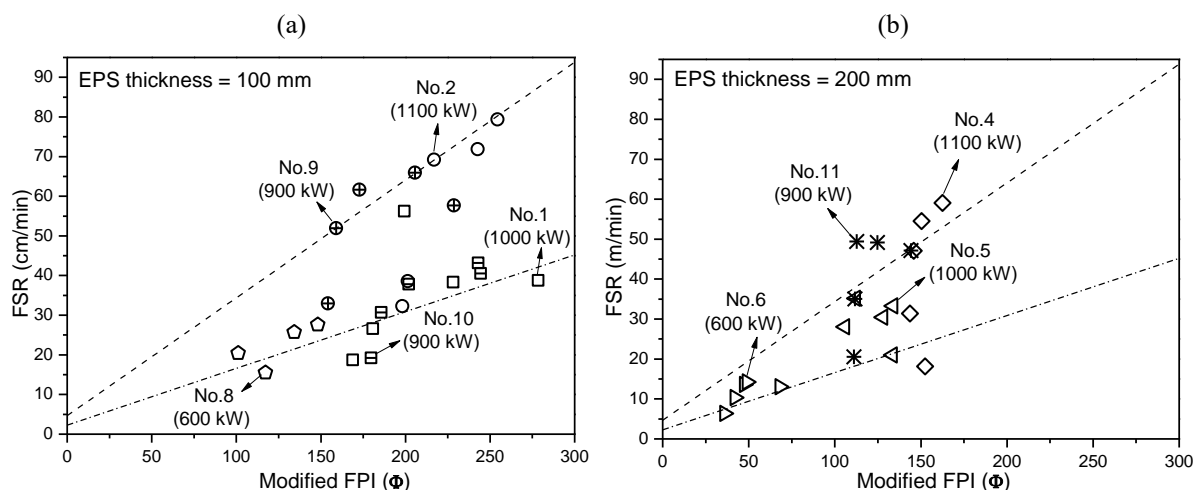 (a)
EPS thickness = 100 mm
FSR (cm/min)
90
80
70
60
50
40
30
20
10
0
No.2
(1100 kW)
No.9
(900 kW)
No.1
(1000 kW)
No.10
(900 kW)
No.8
(600 kW)
0 50 100 150 200 250 300
Modified FPI (Φ)
(b)
EPS thickness = 200 mm
FSR (m/min)
90
80
70
60
50
40
30
20
10
0
No.4
(1100 kW)
No.11
(900 kW)
No.5
(1000 kW)
No.6
(600 kW)
0 50 100 150 200 250 300
Modified FPI (Φ)